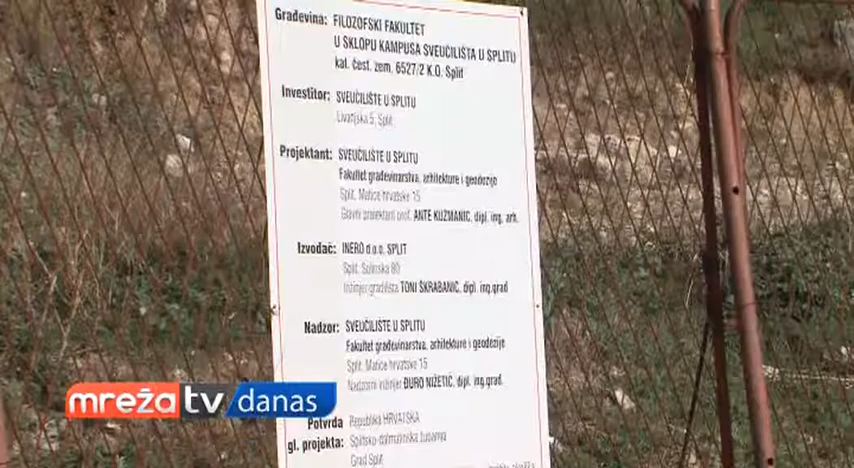 Građevina: FILOZOFSKI FAKULTET
U SKLOPU KAMPUSA SVEUČILIŠTA U SPLITU
kat. čest. zem. 6527/2 K.O. Split
Investitor: SVEUČILIŠTE U SPLITU
Livanjska 5, Split
Projektant: SVEUČILIŠTE U SPLITU
Fakultet građevinarstva, arhitekture i geodezije
Split, Matice hrvatske 15
Glavni projektant prof. ANTE KUZMANIĆ, dipl. ing. arh.
Izvođač: INERO d.o.o. SPLIT
Split, Solinska 80
Inžinjer gradilišta TONI ŠKRABANIĆ, dipl. ing.građ
Nadzor: SVEUČILIŠTE U SPLITU
Fakultet građevinarstva, arhitekture i geodezije
Split, Matice hrvatske 15
Nadzorni inžinjer ĐURO NIŽETIĆ, dipl. ing.građ.
Potvrda Republika HRVATSKA
gl. projekta: Splitsko-dalmatinska županija
Grad Split
mreža tv danas